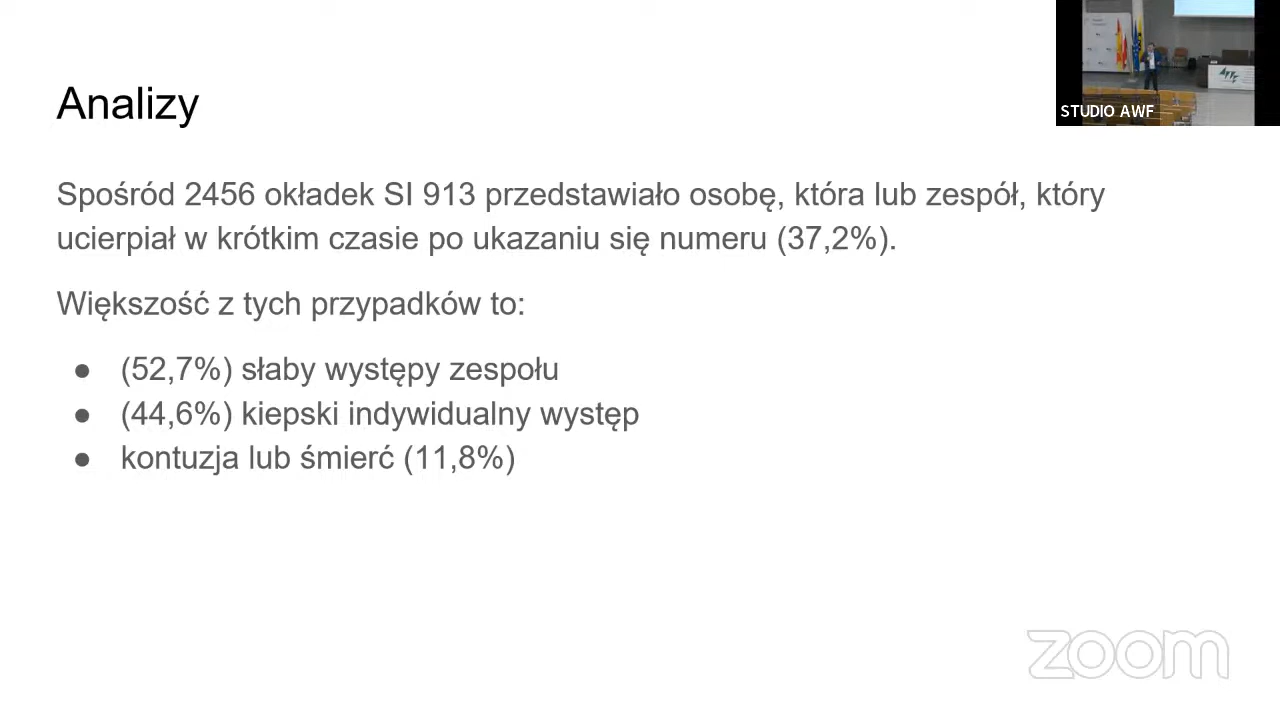 Analizy
STUDIO AWF
Spośród 2456 okładek SI 913 przedstawiało osobę, która lub zespół, który
ucierpiał w krótkim czasie po ukazaniu się numeru (37,2%).
Większość z tych przypadków to:
● (52,7%) słaby występy zespołu
● (44,6%) kiepski indywidualny występ
● kontuzja lub śmierć (11,8%)
zoom